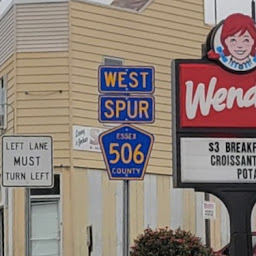 WEST
SPUR
ESSEX
506
COUNTY
LEFT LANE
MUST
TURN LEFT
Wend
$3 BREAKF
CROISSANT
POTA